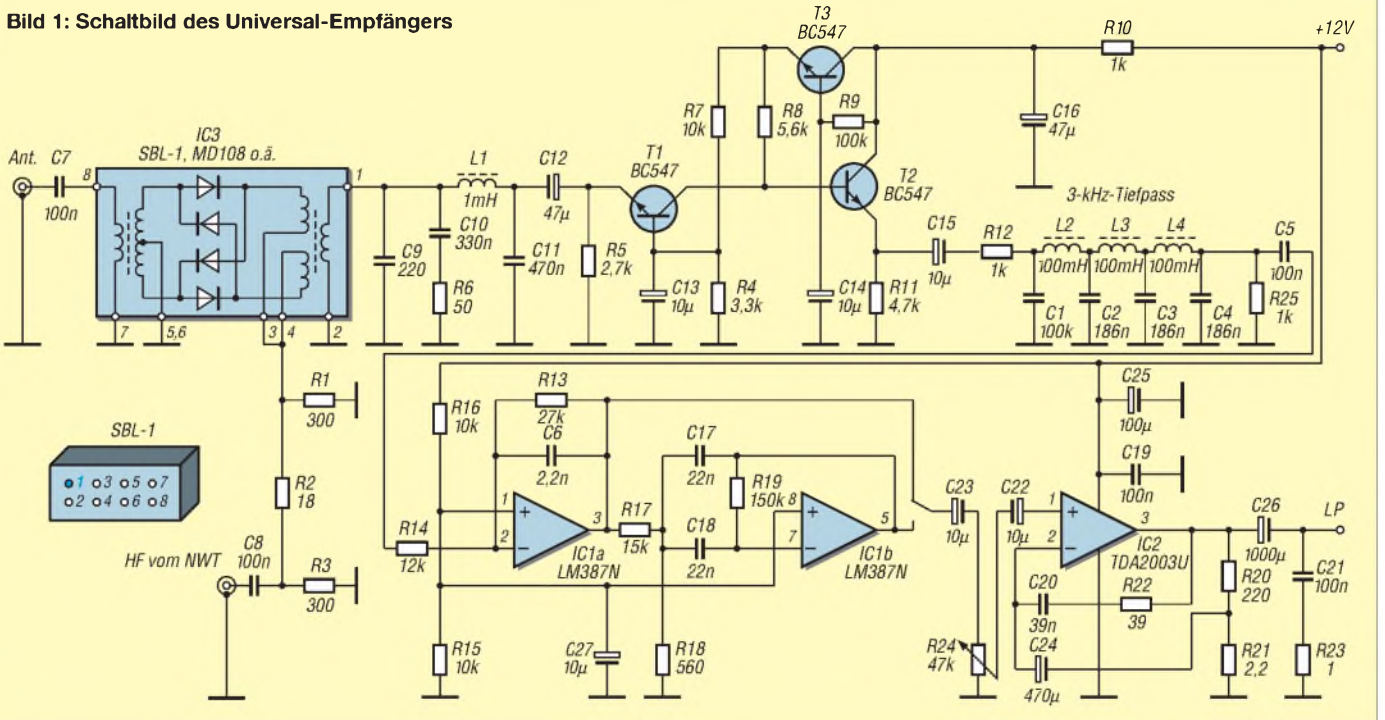 Bild 1: Schaltbild des Universal-Empfängers
T3
BC547
R10
1k
+12V
R7
10k
R8
5,6k
R9
100k
C16
47µ
IC3
SBL-1, MD108 o.ä.
Ant.
C7
100n
8
1
L1
1mH
C12
47µ
T1
BC547
T2
BC547
3-kHz-Tiefpass
C9
220
C10
330n
R6
50
C11
470n
R5
2,7k
C13
10µ
R4
3,3k
C14
10µ
R11
4,7k
C15
10µ
R12
1k
L2
100mH
L3
100mH
L4
100mH
C5
100n
C1
100k
C2
186n
C3
186n
C4
186n
R25
1k
7
5,6
3
4
2
R1
300
R2
18
R3
300
SBL-1
1 3 5 7
2 4 6 8
HF vom NWT
C8
100n
R16
10k
R13
27k
C6
2,2n
R14
12k
1
+
2
–
3
IC1a
LM387N
R17
15k
C17
22n
C18
22n
R19
150k
8
+
7
–
5
IC1b
LM387N
R15
10k
C27
10µ
R18
560
C23
10µ
C22
10µ
R24
47k
C25
100µ
C19
100n
1
+
2
–
3
IC2
TDA2003U
C20
39n
R22
39
C24
470µ
C26
1000µ
LP
R20
220
C21
100n
R21
2,2
R23
1